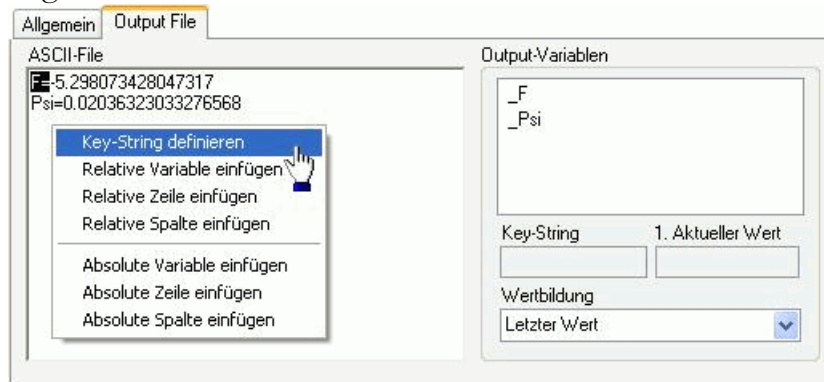 Allgemein Output File
ASCII-File
F=-5.298073428047317
Psi=0.02036323033276568
Key-String definieren
Relative Variable einfügen
Relative Zeile einfügen
Relative Spalte einfügen
Absolute Variable einfügen
Absolute Zeile einfügen
Absolute Spalte einfügen
Output-Variablen
_F
_Psi
Key-String 1. Aktueller Wert
Wertbildung
Letzter Wert